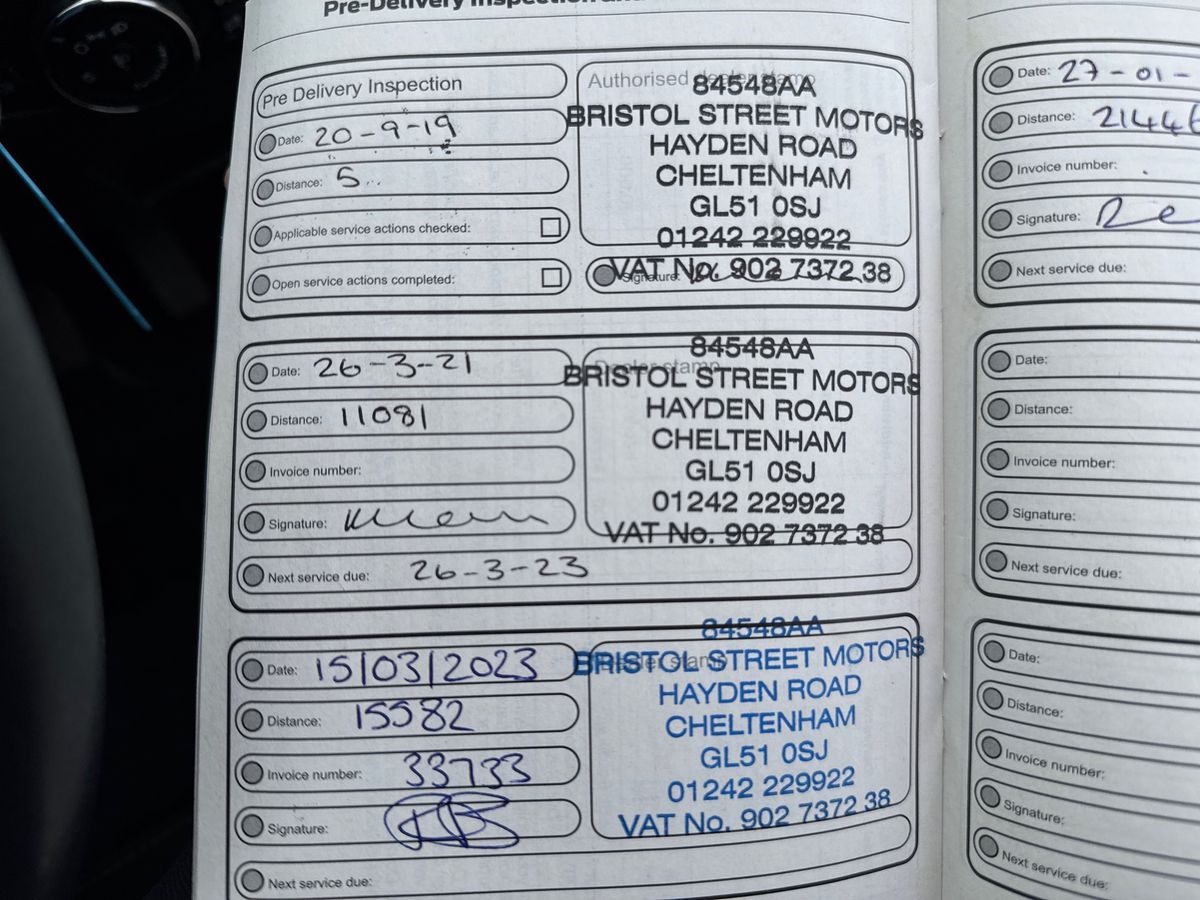 Pre-Delivery Inspection
Pre Delivery Inspection
Date: 20-9-19
Distance: 5
Applicable service actions checked:
Open service actions completed:
Authorised dealer stamp
84548AA
BRISTOL STREET MOTORS
HAYDEN ROAD
CHELTENHAM
GL51 0SJ
01242 229922
VAT No. 902 7372 38
Signature:
Date: 26-3-21
Distance: 11081
Invoice number:
Signature:
Next service due: 26-3-23
Dealer stamp
84548AA
BRISTOL STREET MOTORS
HAYDEN ROAD
CHELTENHAM
GL51 0SJ
01242 229922
VAT No. 902 7372 38
Date: 15/03/2023
Distance: 15582
Invoice number: 33733
Signature:
Next service due:
Dealer stamp
84548AA
BRISTOL STREET MOTORS
HAYDEN ROAD
CHELTENHAM
GL51 0SJ
01242 229922
VAT No. 902 7372 38
Date: 27-01-
Distance: 2144
Invoice number:
Signature:
Next service due:
Date:
Distance:
Invoice number:
Signature:
Next service due:
Date:
Distance:
Invoice number:
Signature:
Next service due: